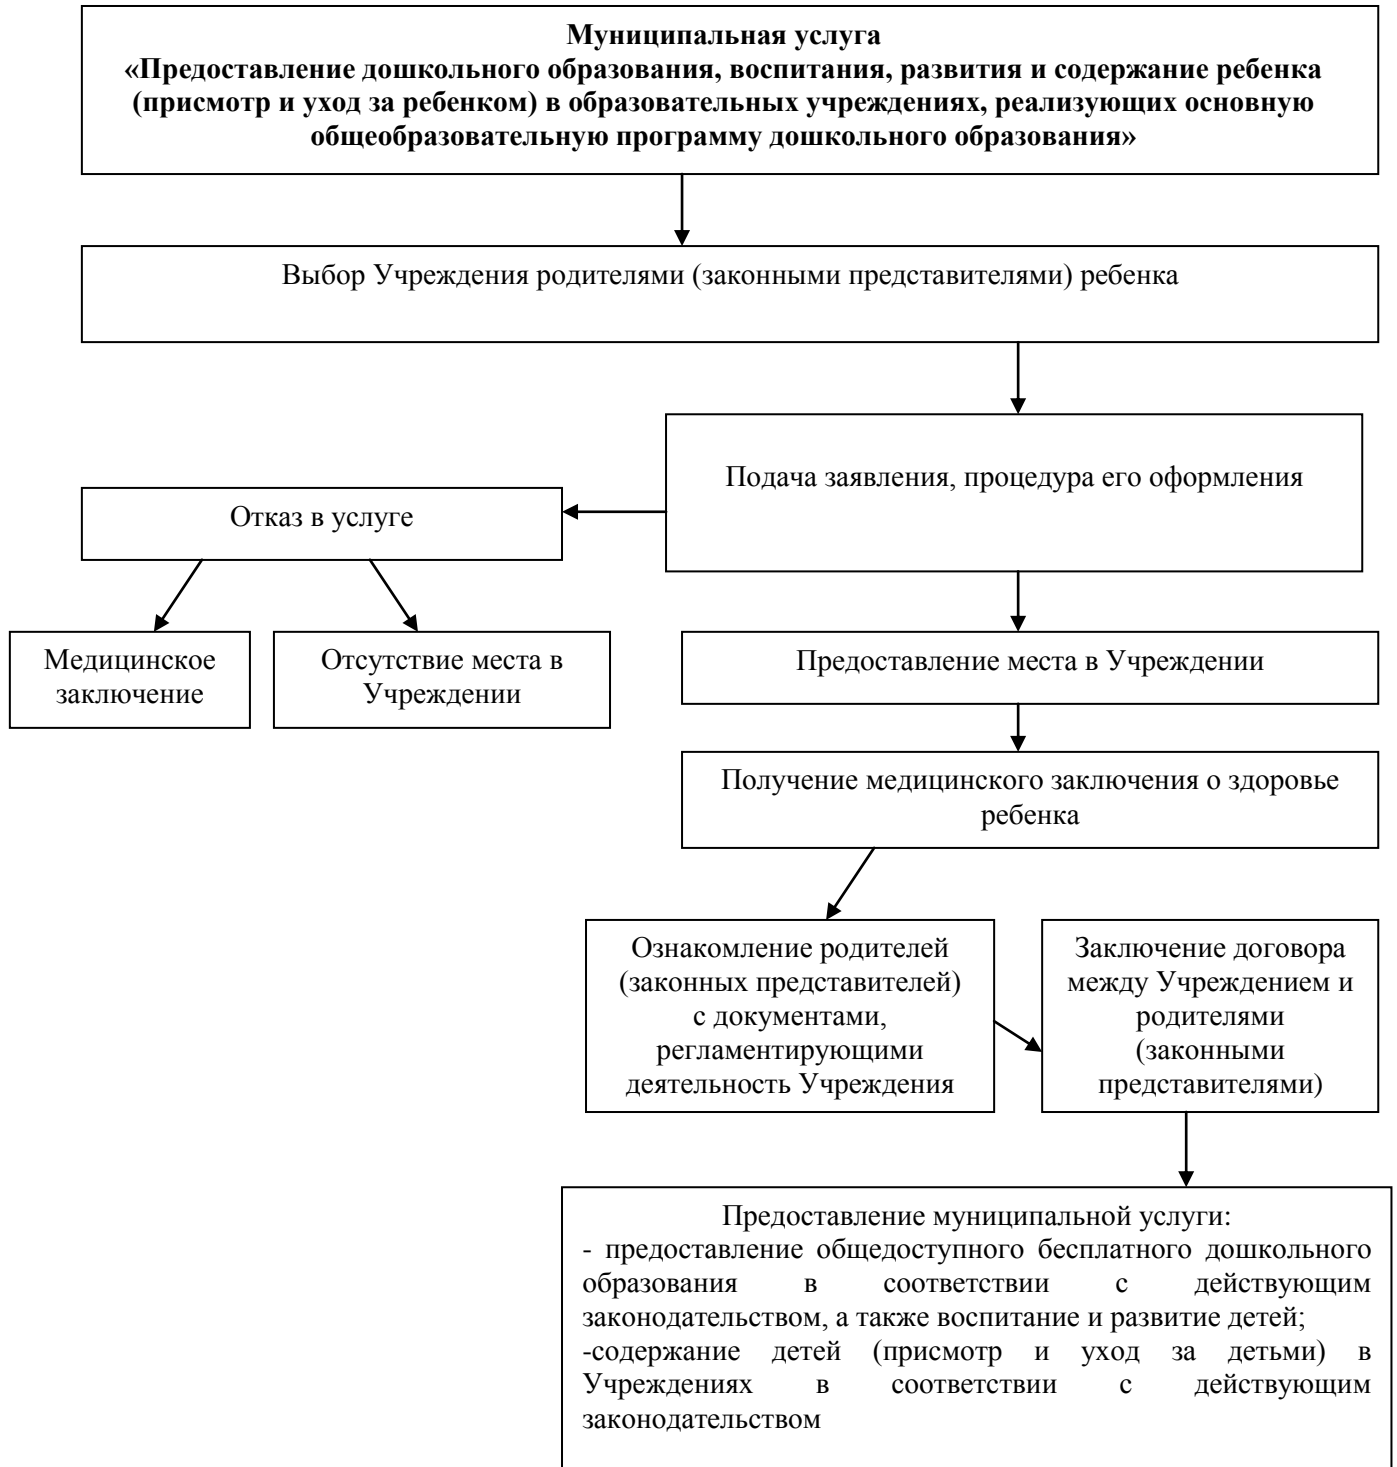 Муниципальная услуга
«Предоставление дошкольного образования, воспитания, развития и содержание ребенка
(присмотр и уход за ребенком) в образовательных учреждениях, реализующих основную
общеобразовательную программу дошкольного образования»
Выбор Учреждения родителями (законными представителями) ребенка
Подача заявления, процедура его оформления
Отказ в услуге
Медицинское
заключение
Отсутствие места в
Учреждении
Предоставление места в Учреждении
Получение медицинского заключения о здоровье
ребенка
Ознакомление родителей
(законных представителей)
с документами,
регламентирующими
деятельность Учреждения
Заключение договора
между Учреждением и
родителями
(законными
представителями)
Предоставление муниципальной услуги:
- предоставление общедоступного бесплатного дошкольного
образования в соответствии с действующим
законодательством, а также воспитание и развитие детей;
-содержание детей (присмотр и уход за детьми) в
Учреждениях в соответствии с действующим
законодательством